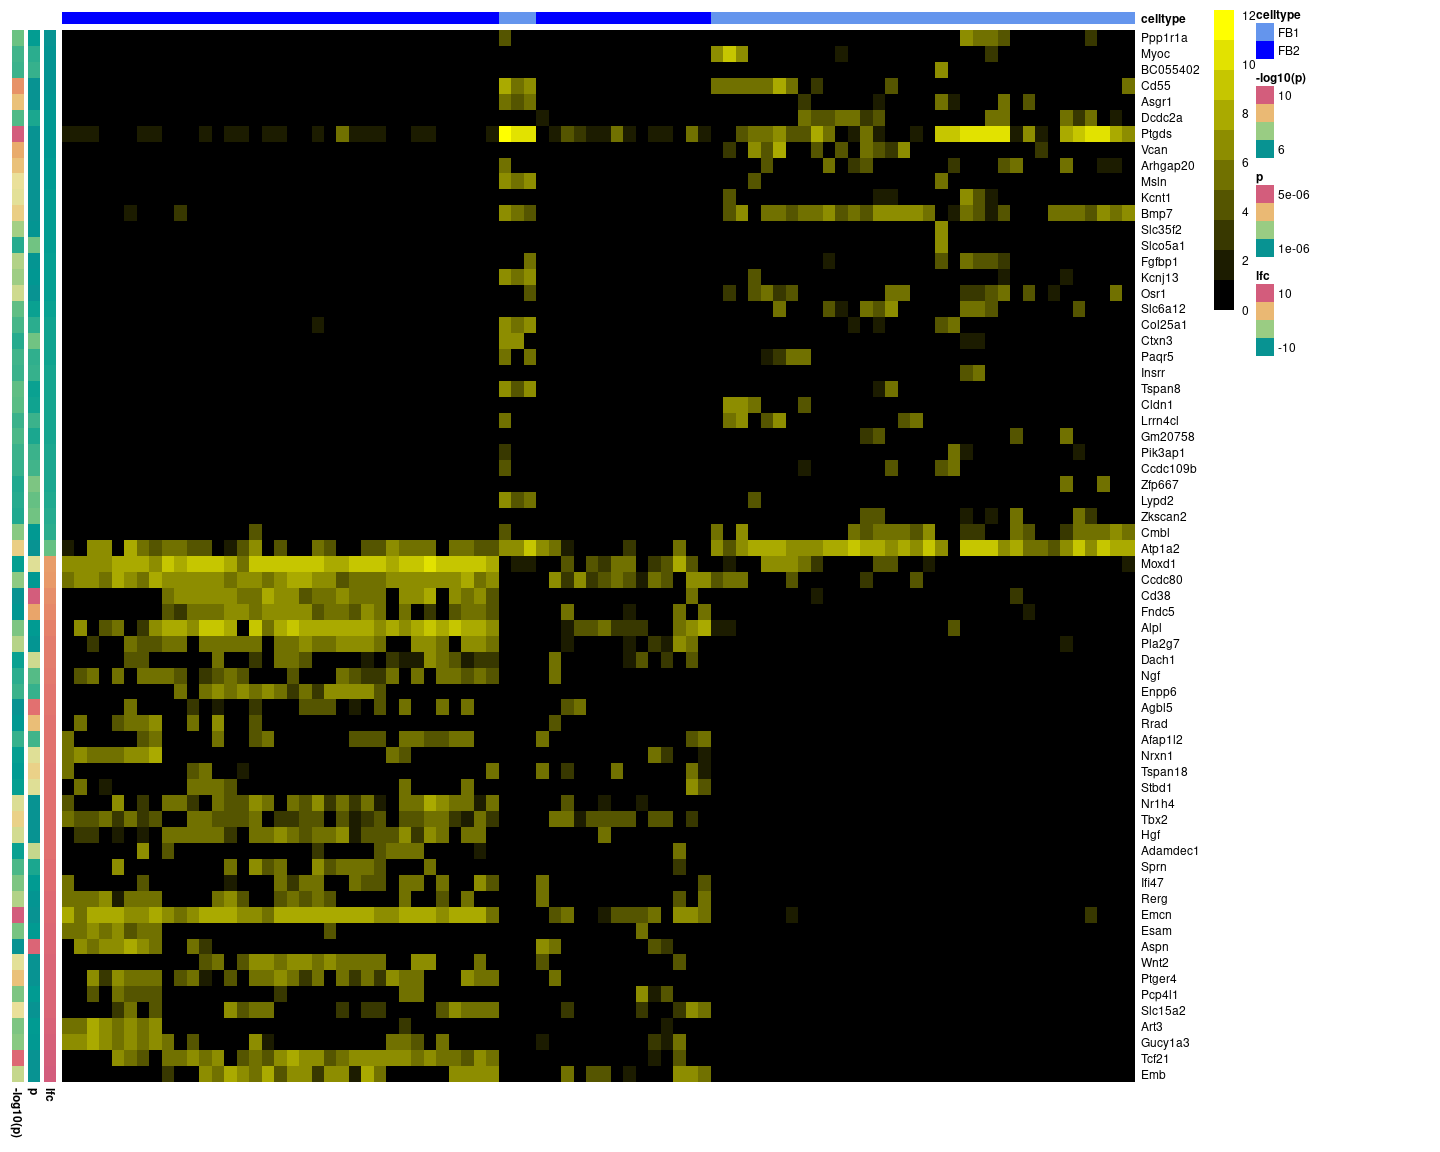 celltype
Ppp1r1a
Myoc
BC055402
Cd55
Asgr1
Dcdc2a
Ptgds
Vcan
Arhgap20
Msln
Kcnt1
Bmp7
Slc35f2
Slco5a1
Fgfbp1
Kcnj13
Osr1
Slc6a12
Col25a1
Ctxn3
Paqr5
Insrr
Tspan8
Cldn1
Lrrn4cl
Gm20758
Pik3ap1
Ccdc109b
Zfp667
Lypd2
Zkscan2
Cmbl
Atp1a2
Moxd1
Ccdc80
Cd38
Fndc5
Alpl
Pla2g7
Dach1
Ngf
Enpp6
Agbl5
Rrad
Afap1l2
Nrxn1
Tspan18
Stbd1
Nr1h4
Tbx2
Hgf
Adamdec1
Sprn
Ifi47
Rerg
Emcn
Esam
Aspn
Wnt2
Ptger4
Pcp4l1
Slc15a2
Art3
Gucy1a3
Tcf21
Emb
-log10(p)
p
lfc
12
10
8
6
4
2
0
celltype
FB1
FB2
-log10(p)
10
6
p
5e-06
1e-06
lfc
10
-10